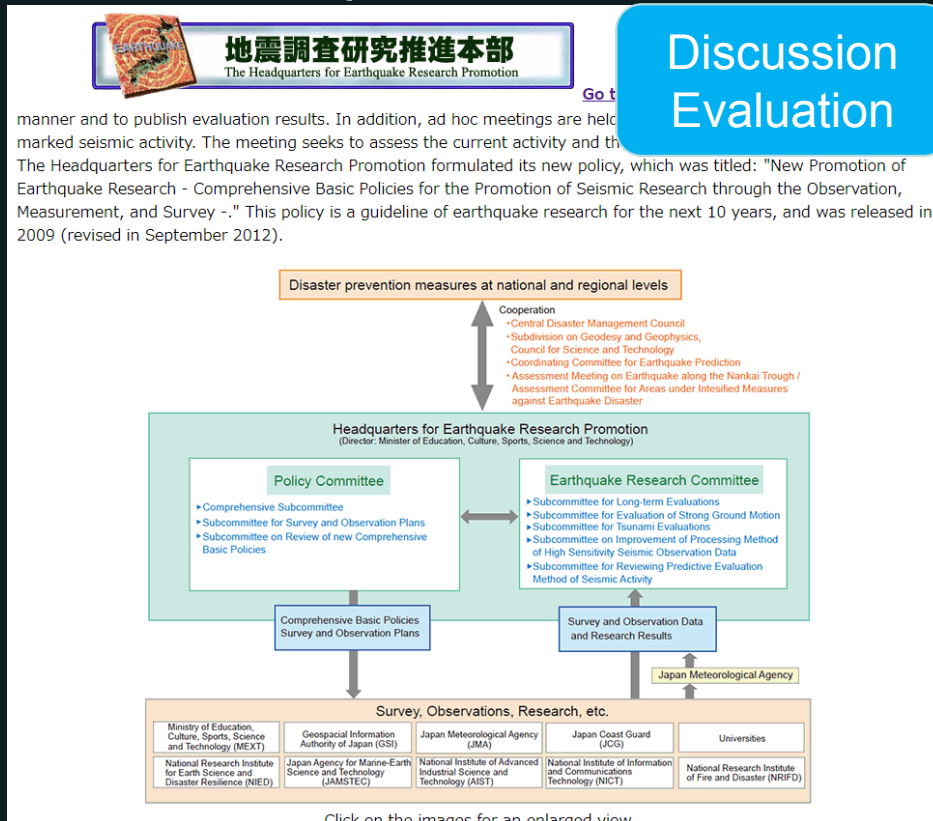 EARTHQUAKE
地震調査研究推進本部
The Headquarters for Earthquake Research Promotion
Discussion
Evaluation
Go t
manner and to publish evaluation results. In addition, ad hoc meetings are held
marked seismic activity. The meeting seeks to assess the current activity and th
The Headquarters for Earthquake Research Promotion formulated its new policy, which was titled: "New Promotion of
Earthquake Research - Comprehensive Basic Policies for the Promotion of Seismic Research through the Observation,
Measurement, and Survey -." This policy is a guideline of earthquake research for the next 10 years, and was released in
2009 (revised in September 2012).
Disaster prevention measures at national and regional levels
Cooperation
・Central Disaster Management Council
・Subdivision on Geodesy and Geophysics,
Council for Science and Technology
・Coordinating Committee for Earthquake Prediction
・Assessment Meeting on Earthquake along the Nankai Trough /
Assessment Committee for Areas under Intesified Measures
against Earthquake Disaster
Headquarters for Earthquake Research Promotion
(Director: Minister of Education, Culture, Sports, Science and Technology)
Policy Committee
▸Comprehensive Subcommittee
▸Subcommittee for Survey and Observation Plans
▸Subcommittee on Review of new Comprehensive
Basic Policies
Earthquake Research Committee
▸Subcommittee for Long-term Evaluations
▸Subcommittee for Evaluation of Strong Ground Motion
▸Subcommittee for Tsunami Evaluations
▸Subcommittee on Improvement of Processing Method
of High Sensitivity Seismic Observation Data
▸Subcommittee for Reviewing Predictive Evaluation
Method of Seismic Activity
Comprehensive Basic Policies
Survey and Observation Plans
Survey and Observation Data
and Research Results
Japan Meteorological Agency
Survey, Observations, Research, etc.
Ministry of Education,
Culture, Sports, Science
and Technology (MEXT)
Geospacial Information
Authority of Japan (GSI)
Japan Meteorological Agency
(JMA)
Japan Coast Guard
(JCG)
Universities
National Research Institute
for Earth Science and
Disaster Resilience (NIED)
Japan Agency for Marine-Earth
Science and Technology
(JAMSTEC)
National Institute of Advanced
Industrial Science and
Technology (AIST)
National Institute of Information
and Communications
Technology (NICT)
National Research Institute
of Fire and Disaster (NRIFD)
Click on the images for an enlarged view